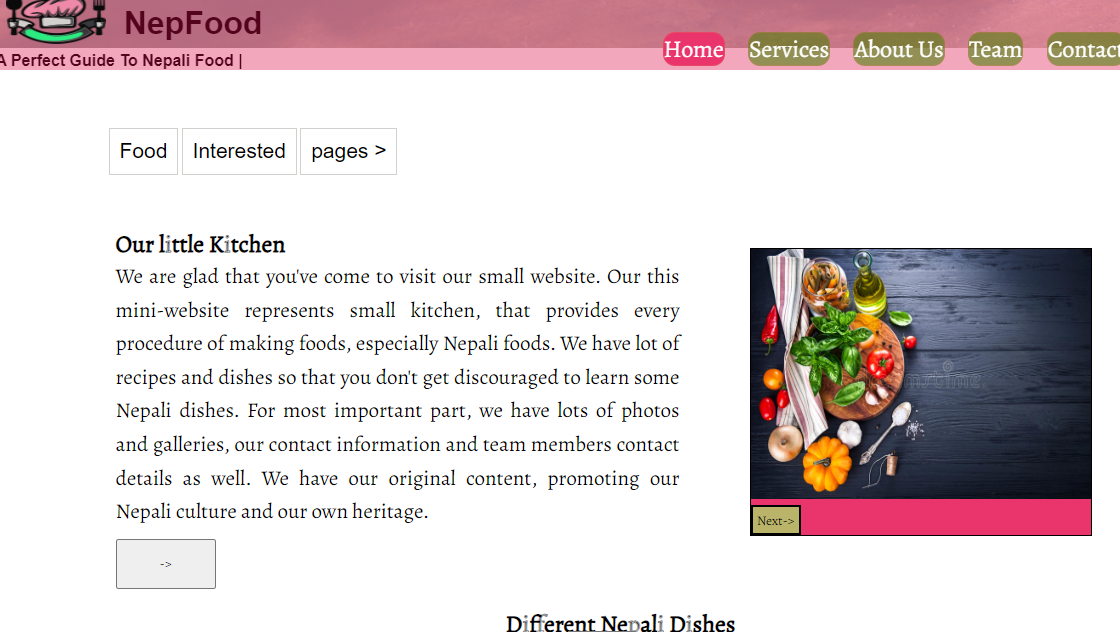 NepFood
A Perfect Guide To Nepali Food |
Home Services About Us Team Contact
Food Interested pages >
Our little Kitchen
We are glad that you've come to visit our small website. Our this
mini-website represents small kitchen, that provides every
procedure of making foods, especially Nepali foods. We have lot of
recipes and dishes so that you don't get discouraged to learn some
Nepali dishes. For most important part, we have lots of photos
and galleries, our contact information and team members contact
details as well. We have our original content, promoting our
Nepali culture and our own heritage.
->
Next->
Different Nepali Dishes